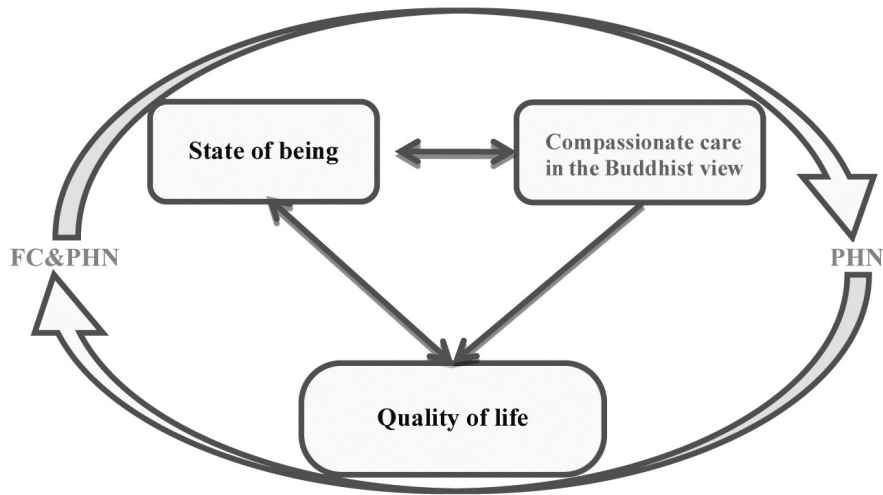 State of being
Compassionate care
in the Buddhist view
FC&PHN
PHN
Quality of life